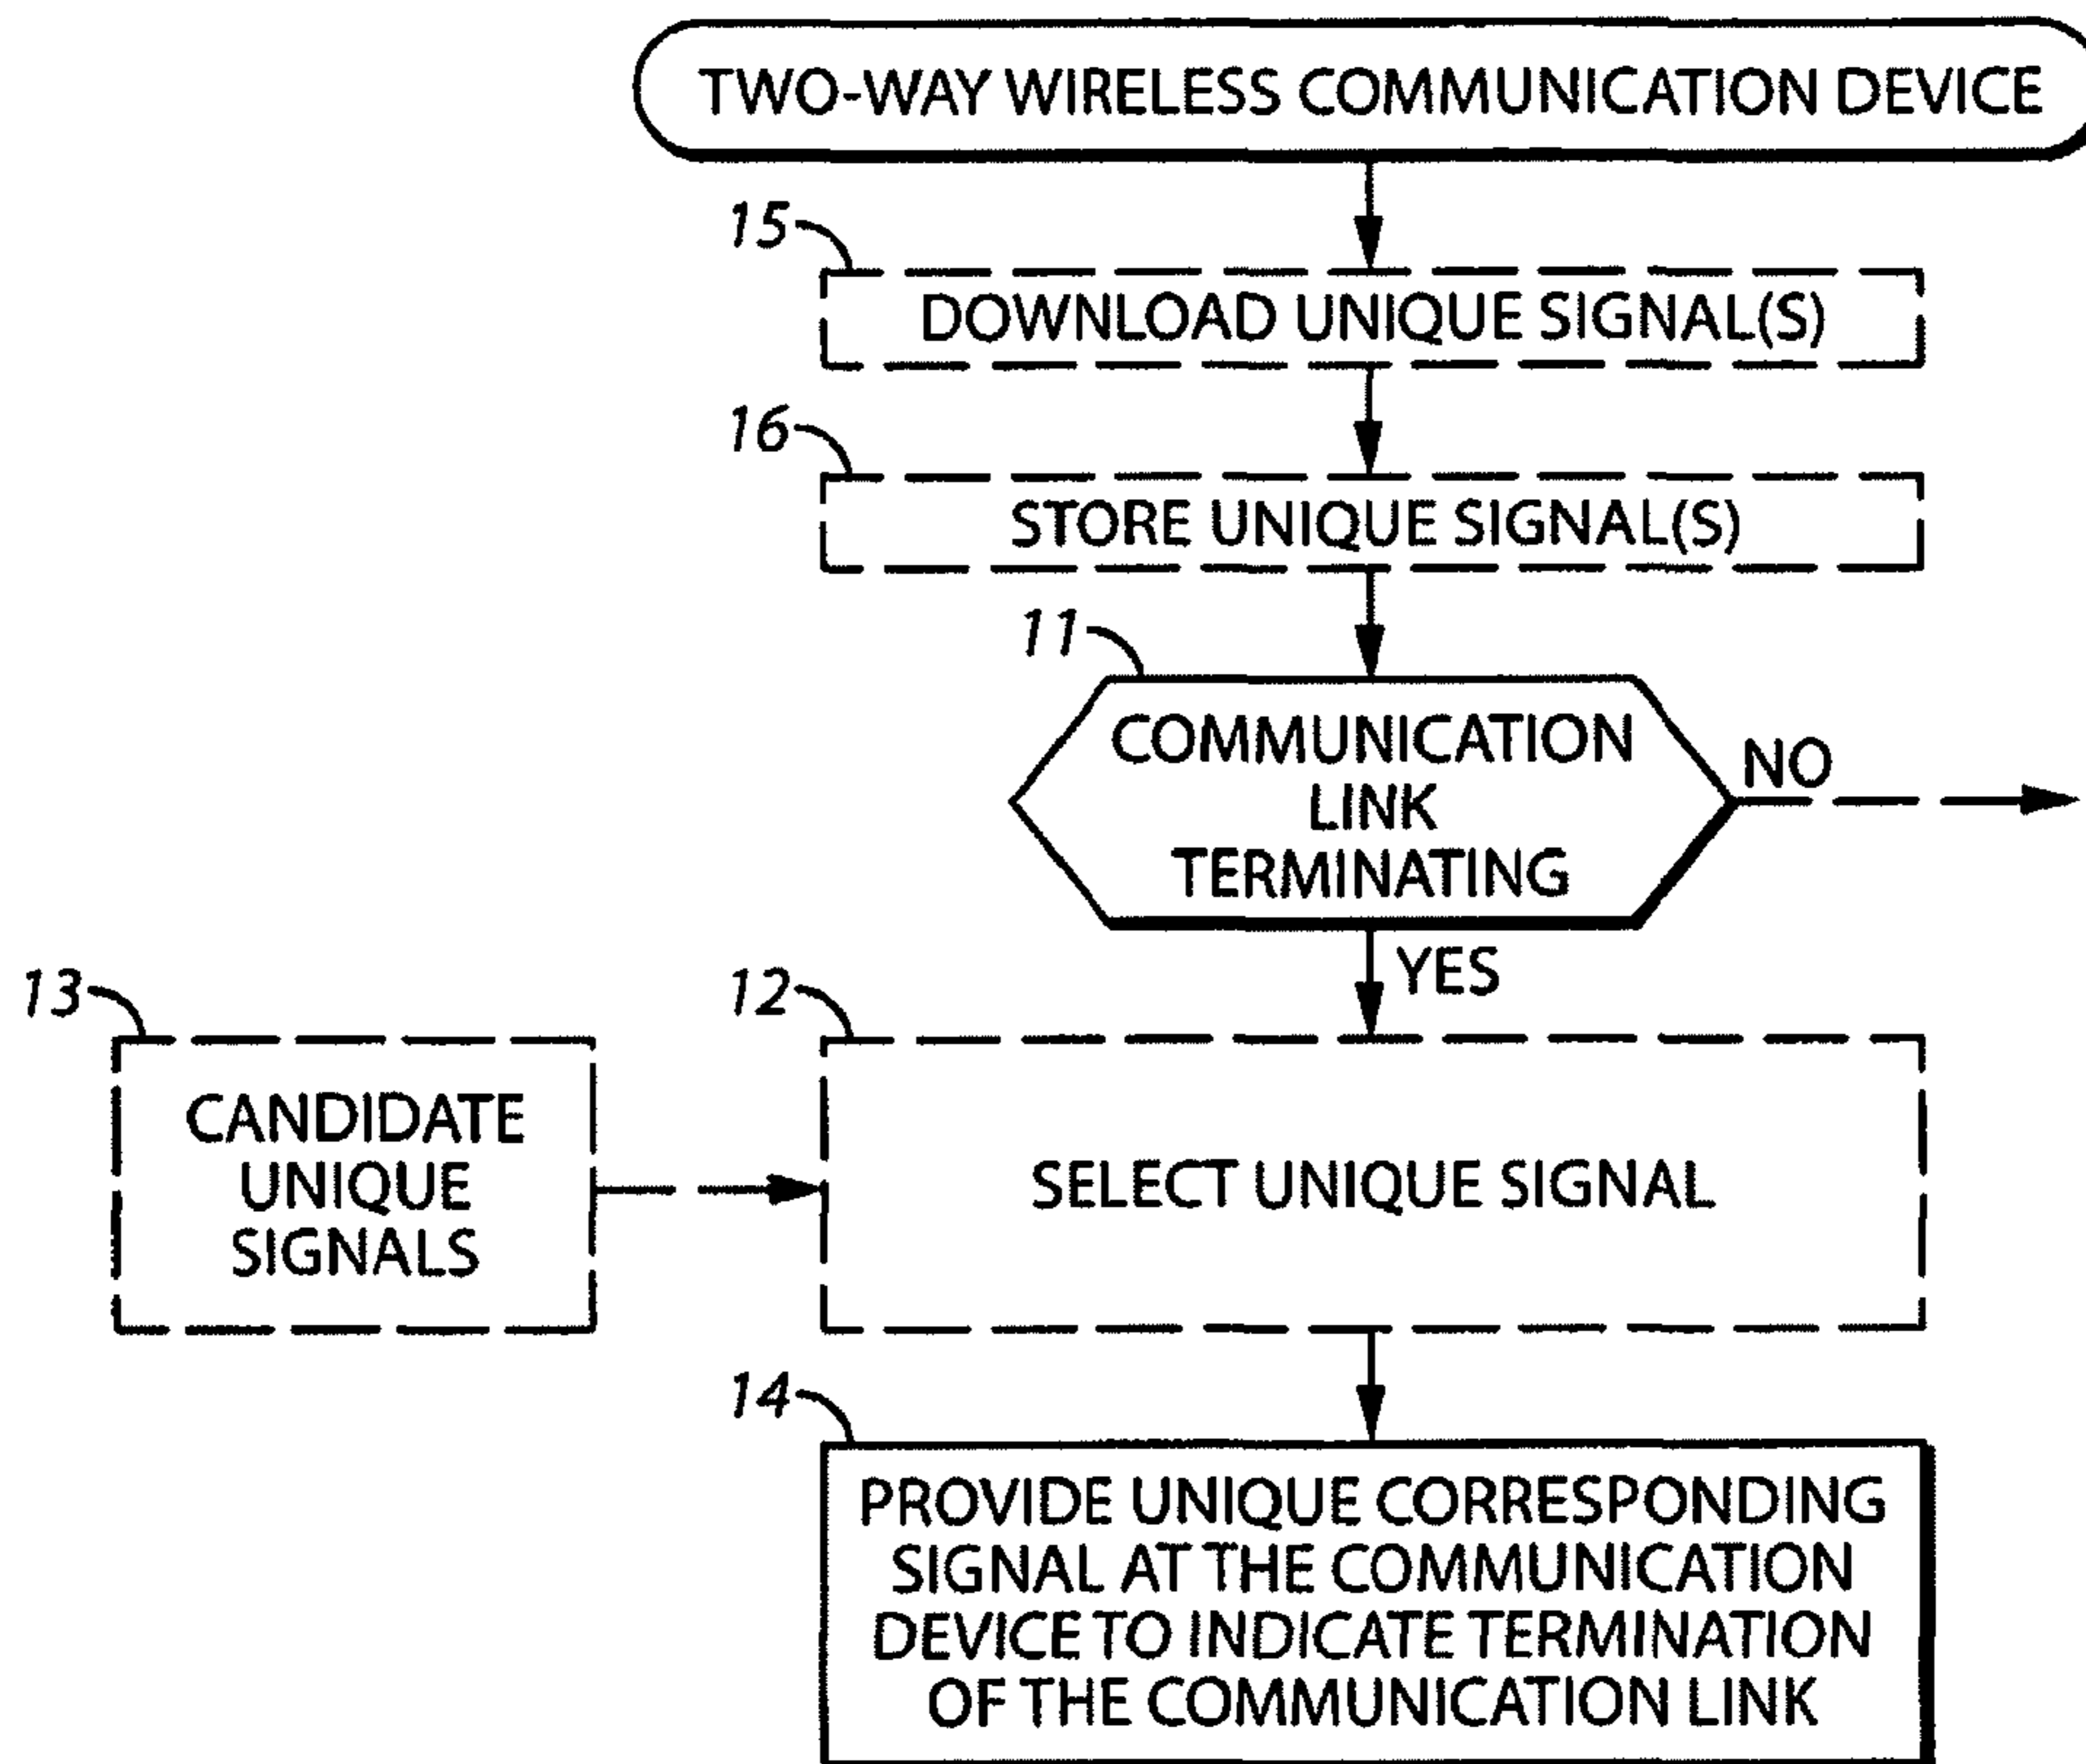 TWO-WAY WIRELESS COMMUNICATION DEVICE
15
DOWNLOAD UNIQUE SIGNAL(S)
16
STORE UNIQUE SIGNAL(S)
11
COMMUNICATION
LINK
TERMINATING
NO
YES
13
CANDIDATE
UNIQUE
SIGNALS
12
SELECT UNIQUE SIGNAL
14
PROVIDE UNIQUE CORRESPONDING
SIGNAL AT THE COMMUNICATION
DEVICE TO INDICATE TERMINATION
OF THE COMMUNICATION LINK